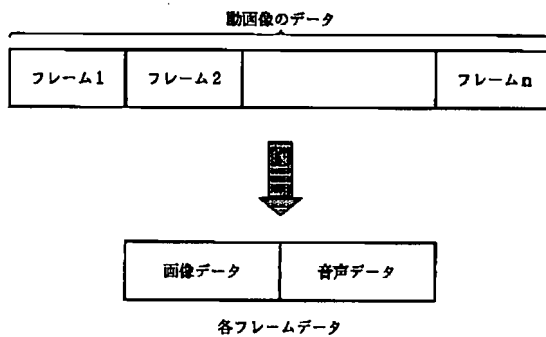 動画像のデータ
フレーム1 フレーム2 フレームn
画像データ 音声データ
各フレームデータ